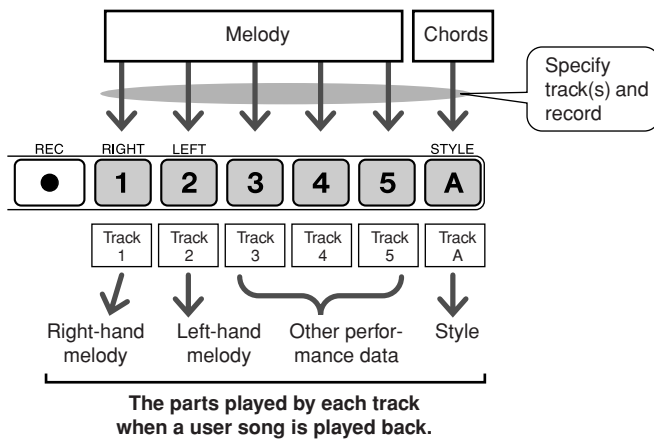 Melody
Chords
Specify
track(s) and
record
REC
RIGHT
LEFT
STYLE
1
2
3
4
5
A
Track
1
Track
2
Track
3
Track
4
Track
5
Track
A
Right-hand
melody
Left-hand
melody
Other perfor-
mance data
Style
The parts played by each track
when a user song is played back.